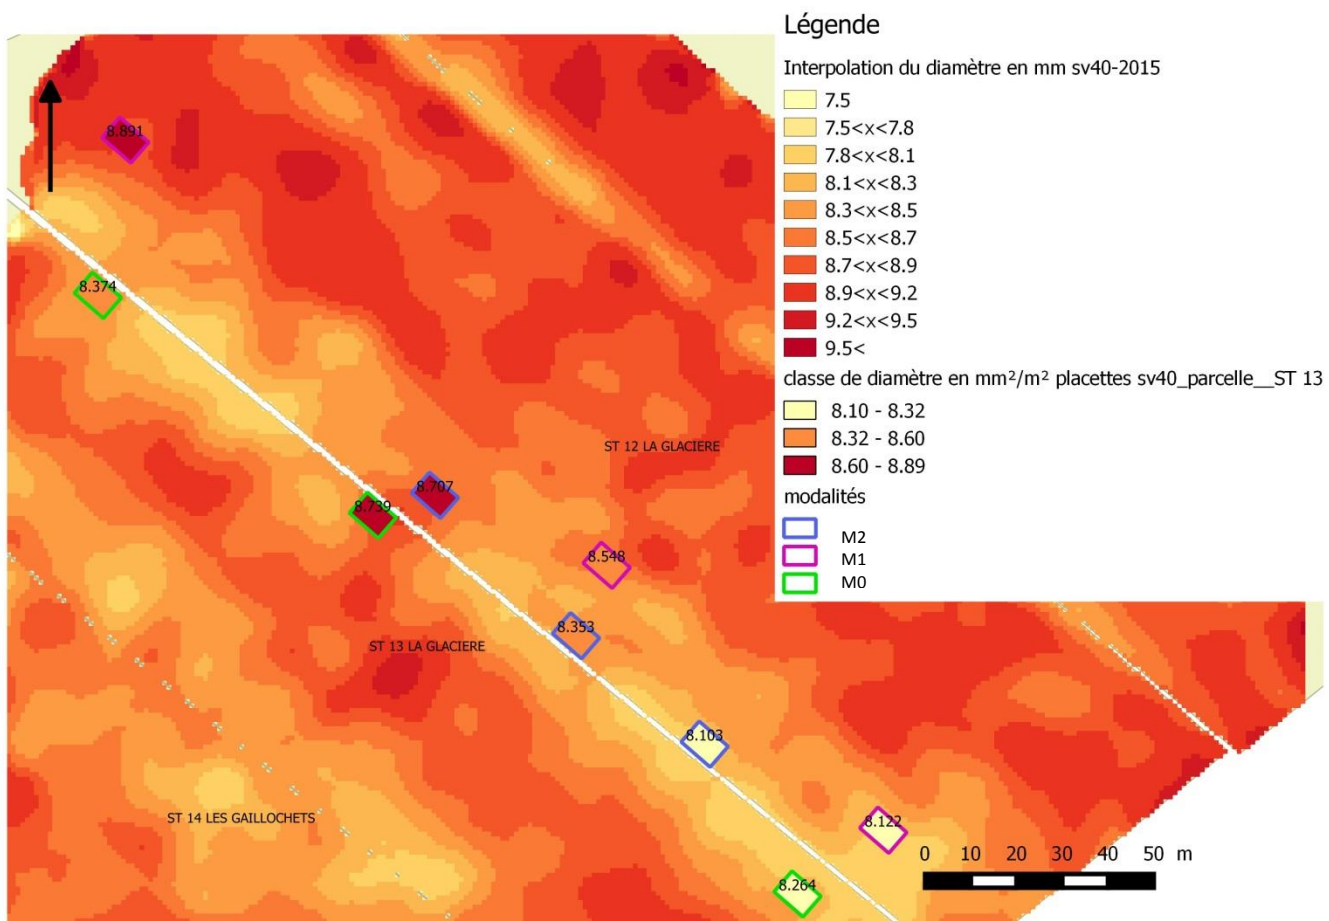 Légende
Interpolation du diamètre en mm sv40-2015
7.5
7.5<x<7.8
7.8<x<8.1
8.1<x<8.3
8.3<x<8.5
8.5<x<8.7
8.7<x<8.9
8.9<x<9.2
9.2<x<9.5
9.5<
classe de diamètre en mm²/m² placettes sv40_parcelle__ST 13
8.10 - 8.32
8.32 - 8.60
8.60 - 8.89
modalités
M2
M1
M0
8.891
8.374
ST 12 LA GLACIERE
8.707
8.739
8.548
8.353
ST 13 LA GLACIERE
8.103
ST 14 LES GAILLOCHETS
8.122
0 10 20 30 40 50 m
8.264